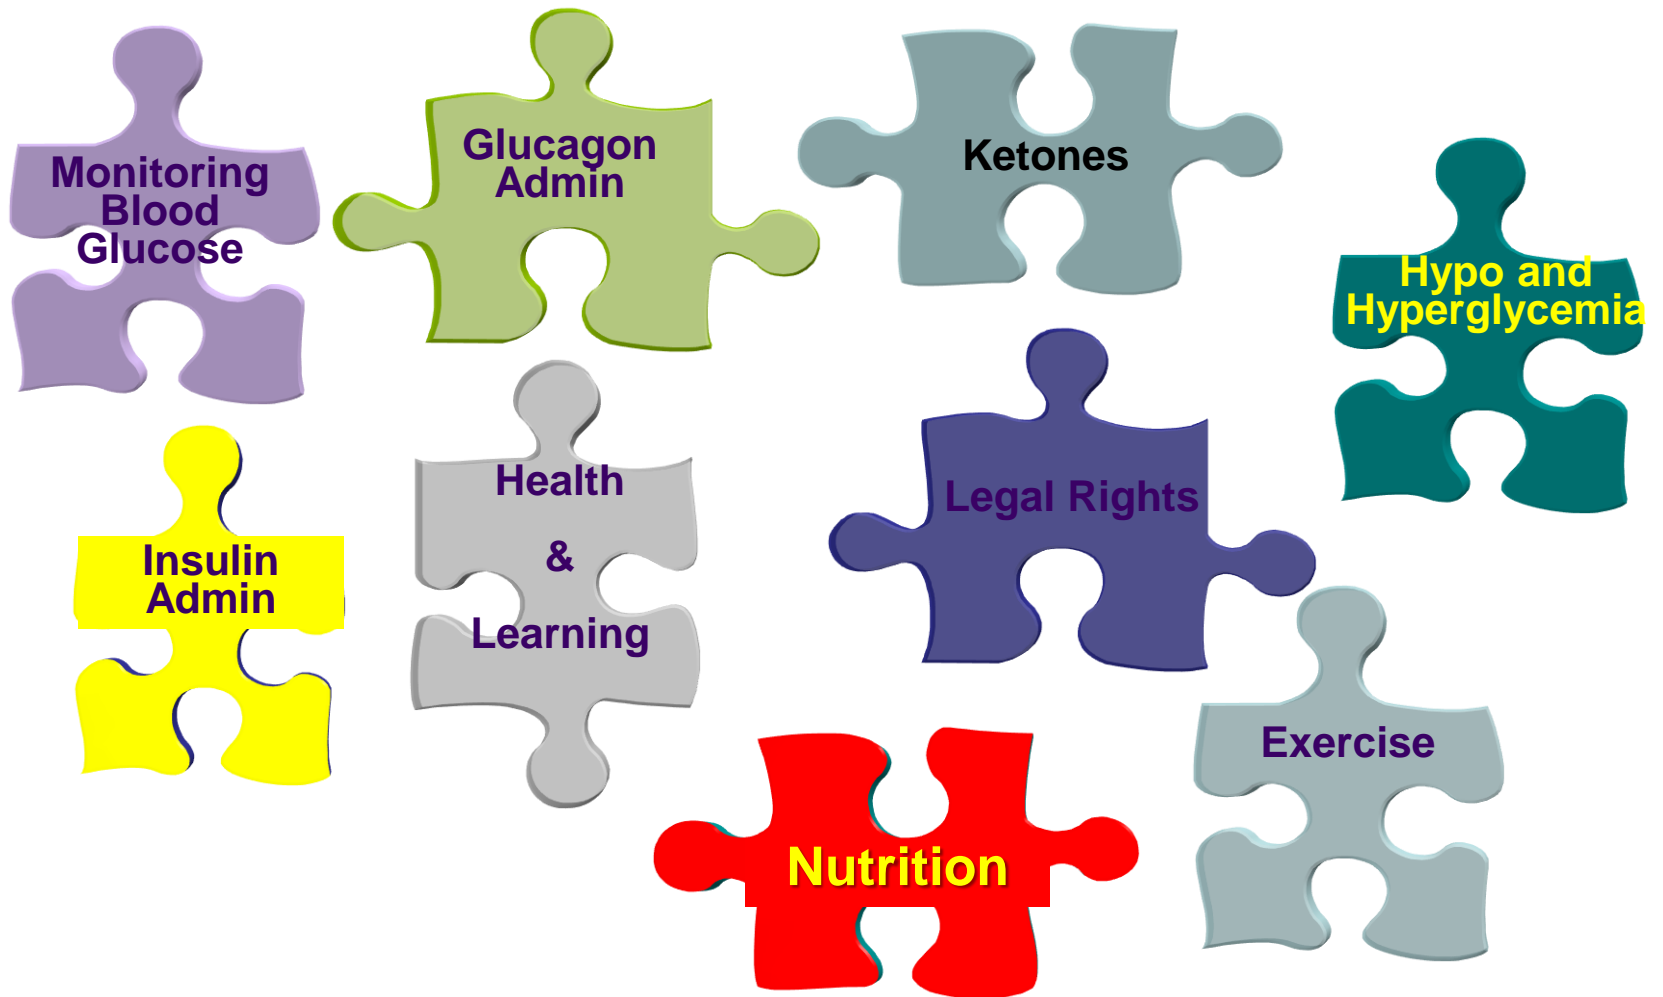 Monitoring
Blood
Glucose
Glucagon
Admin
Ketones
Hypo and
Hyperglycemia
Insulin
Admin
Health
&
Learning
Legal Rights
Nutrition
Exercise